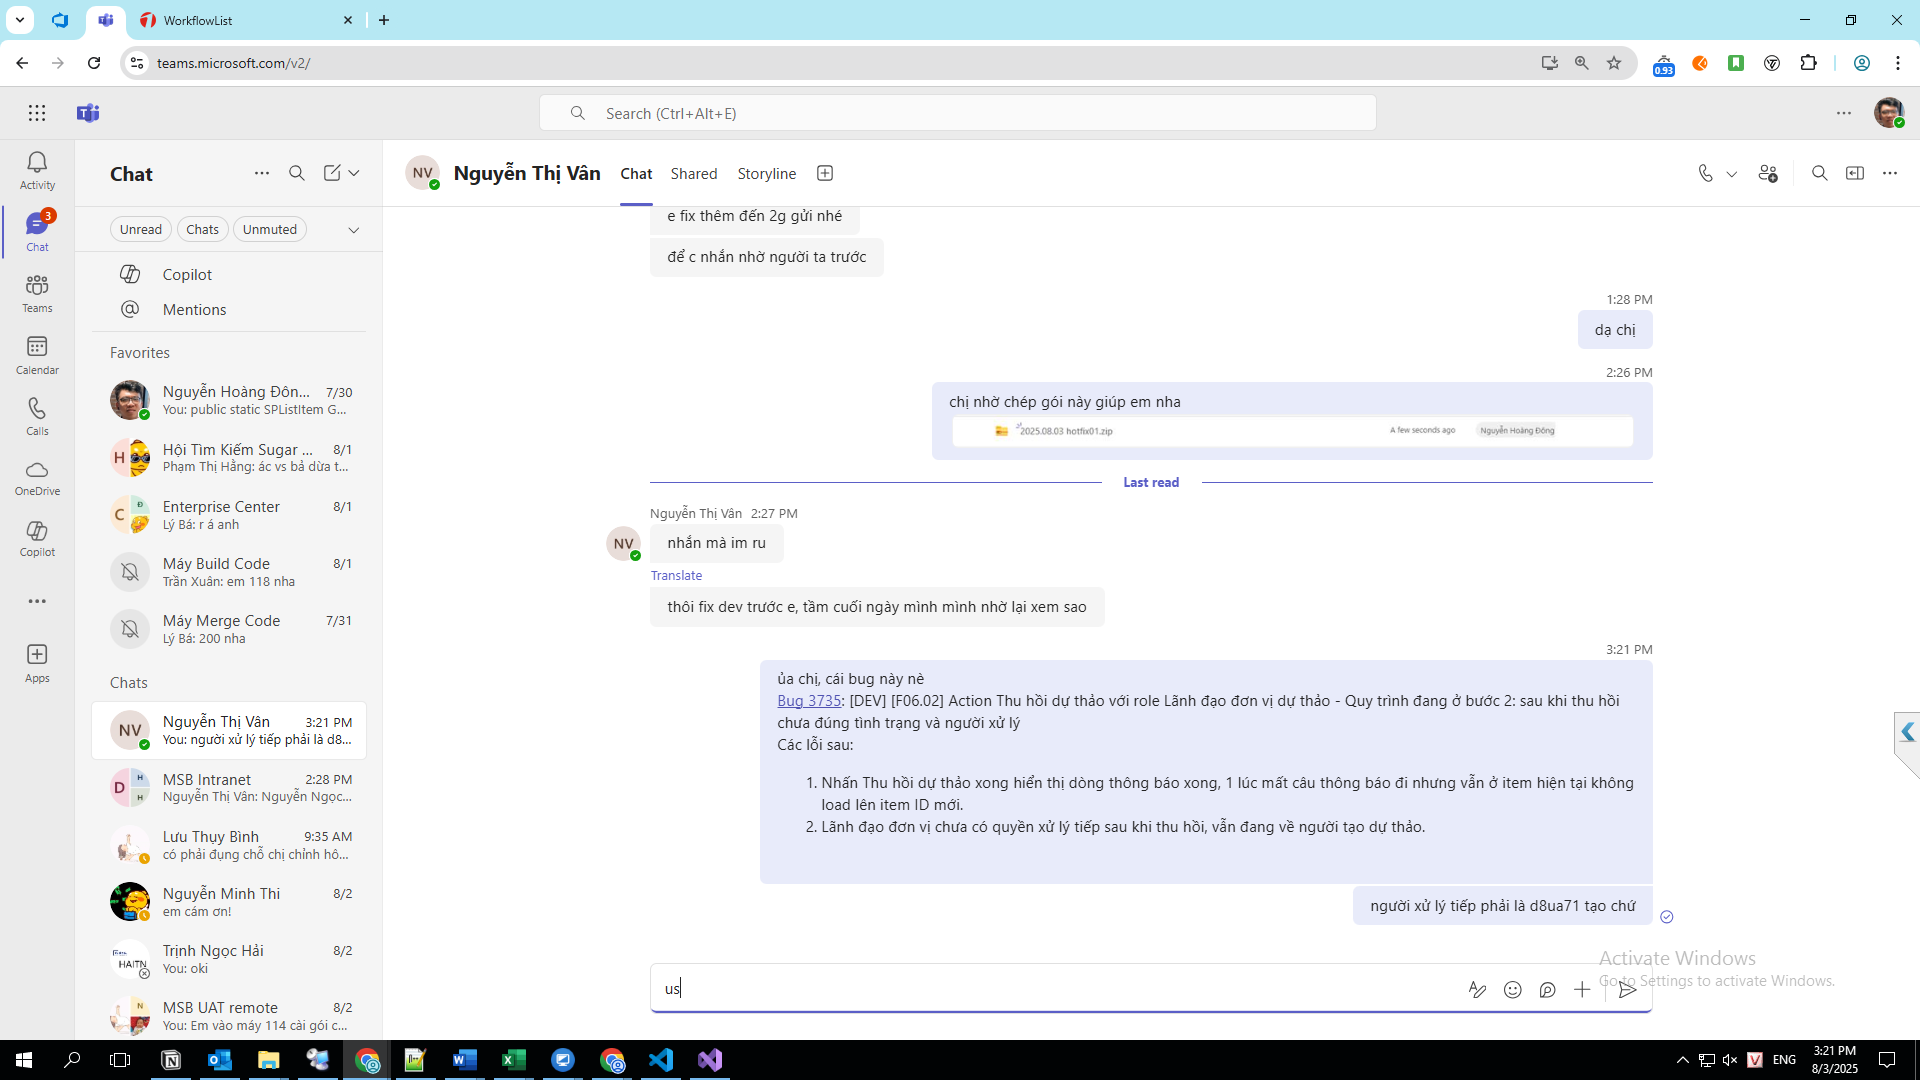 WorkflowList
teams.microsoft.com/v2/
0.93
Search (Ctrl+Alt+E)
Activity
3
Chat
Teams
Calendar
Calls
OneDrive
Copilot
Apps
Chat
Unread
Chats
Unmuted
Copilot
Mentions
Favorites
Nguyễn Hoàng Đôn... 7/30
You: public static SPListItem G...
Hội Tìm Kiếm Sugar ... 8/1
Phạm Thị Hằng: ác vs bả dừa t...
Enterprise Center 8/1
Lý Bá: r á anh
Máy Build Code 8/1
Trần Xuân: em 118 nha
Máy Merge Code 7/31
Lý Bá: 200 nha
Chats
NV
Nguyễn Thị Vân 3:21 PM
You: người xử lý tiếp phải là d8...
MSB Intranet 2:28 PM
Nguyễn Thị Vân: Nguyễn Ngọc...
Lưu Thụy Bình 9:35 AM
có phải đụng chỗ chị chỉnh hô...
Nguyễn Minh Thi 8/2
em cám ơn!
HAITN
Trịnh Ngọc Hải 8/2
You: oki
MSB UAT remote 8/2
You: Em vào máy 114 cài gói c...
NV
Nguyễn Thị Vân
Chat
Shared
Storyline
e fix thêm đến 2g gửi nhé
để c nhắn nhờ người ta trước
1:28 PM
dạ chị
2:26 PM
chị nhờ chép gói này giúp em nha
2025.08.03 hotfix01.zip A few seconds ago Nguyễn Hoàng Đông
Last read
Nguyễn Thị Vân 2:27 PM
NV
nhắn mà im ru
Translate
thôi fix dev trước e, tầm cuối ngày mình mình nhờ lại xem sao
3:21 PM
ủa chị, cái bug này nè
Bug 3735: [DEV] [F06.02] Action Thu hồi dự thảo với role Lãnh đạo đơn vị dự thảo - Quy trình đang ở bước 2: sau khi thu hồi
chưa đúng tình trạng và người xử lý
Các lỗi sau:
1. Nhấn Thu hồi dự thảo xong hiển thị dòng thông báo xong, 1 lúc mất câu thông báo đi nhưng vẫn ở item hiện tại không
load lên item ID mới.
2. Lãnh đạo đơn vị chưa có quyền xử lý tiếp sau khi thu hồi, vẫn đang về người tạo dự thảo.
người xử lý tiếp phải là d8ua71 tạo chứ
us
Activate Windows
Go to Settings to activate Windows.
ENG
3:21 PM
8/3/2025